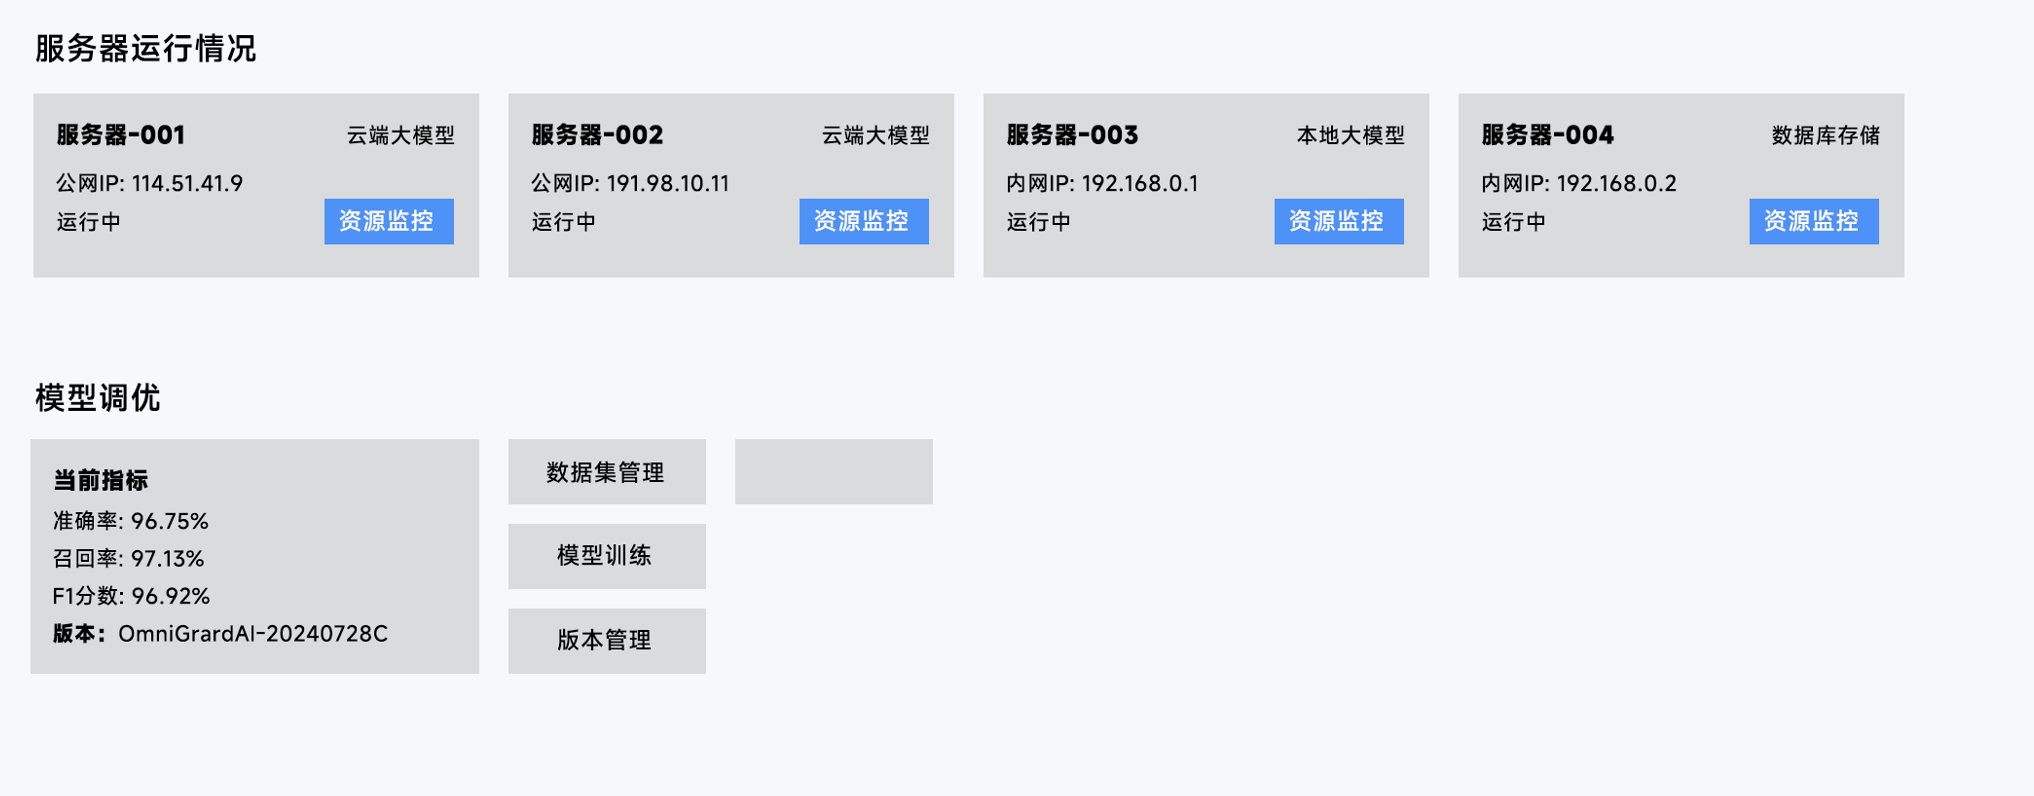 服务器运行情况
服务器-001
云端大模型
公网IP: 114.51.41.9
运行中
资源监控
服务器-002
云端大模型
公网IP: 191.98.10.11
运行中
资源监控
服务器-003
本地大模型
内网IP: 192.168.0.1
运行中
资源监控
服务器-004
数据库存储
内网IP: 192.168.0.2
运行中
资源监控
模型调优
当前指标
准确率: 96.75%
召回率: 97.13%
F1分数: 96.92%
版本：OmniGrardAI-20240728C
数据集管理
模型训练
版本管理